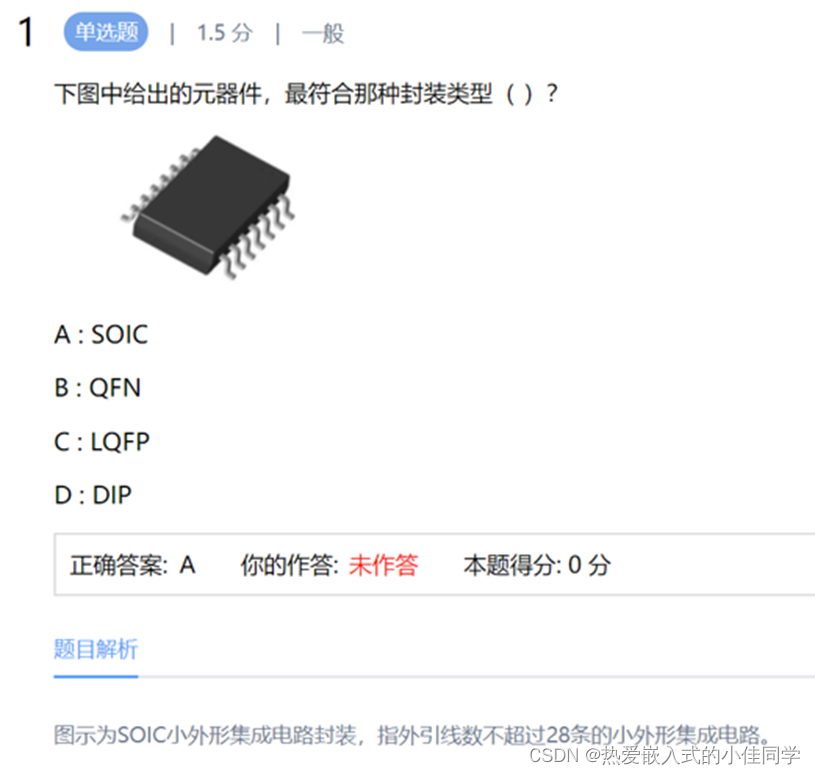 1 单选题 | 1.5 分 | 一般
下图中给出的元器件，最符合那种封装类型（ ）？
A : SOIC
B : QFN
C : LQFP
D : DIP
正确答案: A 你的作答: 未作答 本题得分: 0 分
题目解析
图示为SOIC小外形集成电路封装，指外引线数不超过28条的小外形集成电路。
CSDN @热爱嵌入式的小佳同学